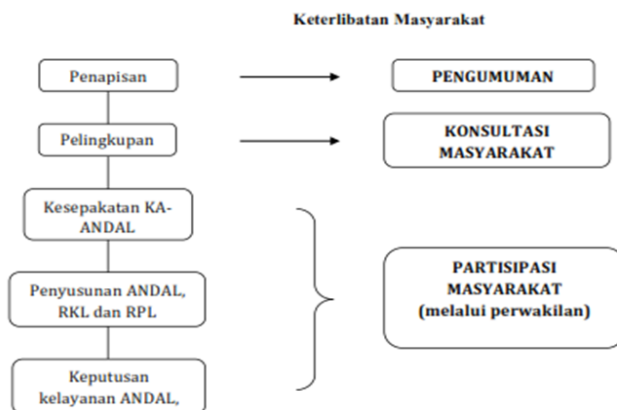 Keterlibatan Masyarakat
Penapisan
PENGUMUMAN
Pelingkupan
KONSULTASI
MASYARAKAT
Kesepakatan KA-
ANDAL
Penyusunan ANDAL,
RKL dan RPL
PARTISIPASI
MASYARAKAT
(melalui perwakilan)
Keputusan
kelayanan ANDAL,